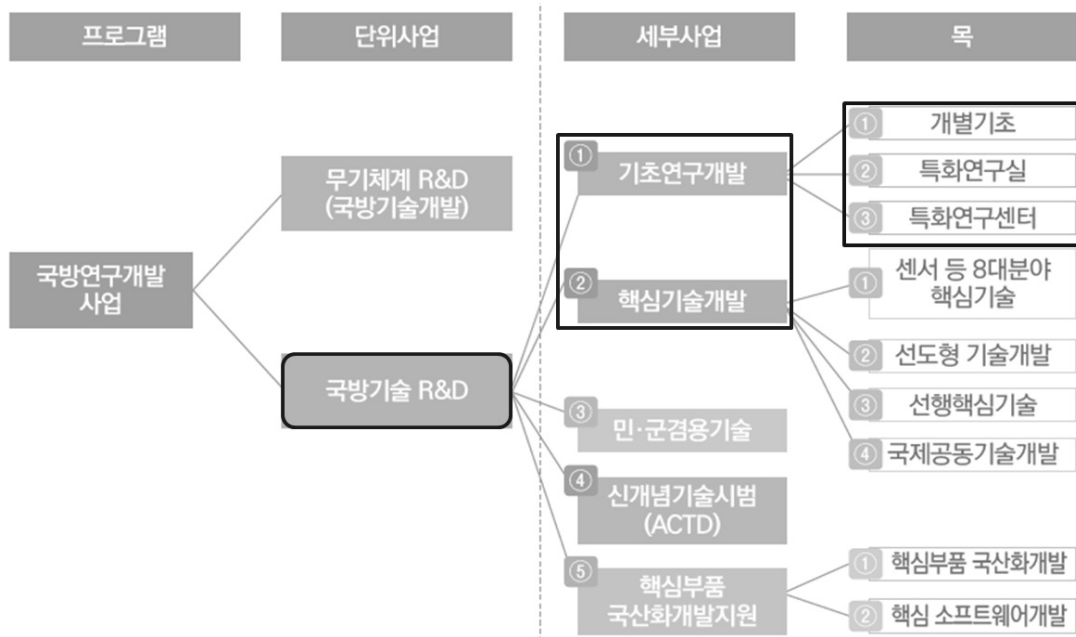 프로그램
단위사업
세부사업
목
국방연구개발
사업
무기체계 R&D
(국방기술개발)
국방기술 R&D
① 기초연구개발
② 핵심기술개발
③ 민·군겸용기술
④ 신개념기술시범
(ACTD)
⑤ 핵심부품
국산화개발지원
① 개별기초
② 특화연구실
③ 특화연구센터
① 센서 등 8대분야
핵심기술
② 선도형 기술개발
③ 선행핵심기술
④ 국제공동기술개발
① 핵심부품 국산화개발
② 핵심 소프트웨어개발